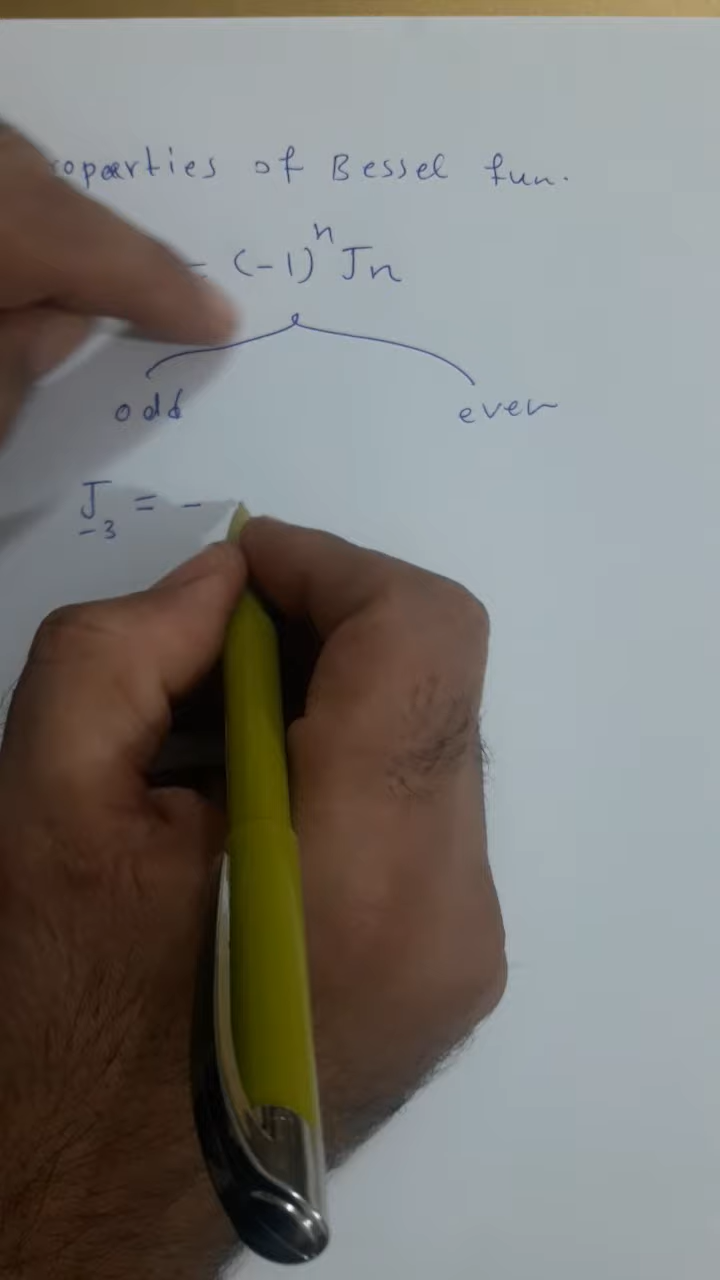 roperties of Bessel fun.
= (-1)ⁿ Jn
odd even
J₋₃ = -